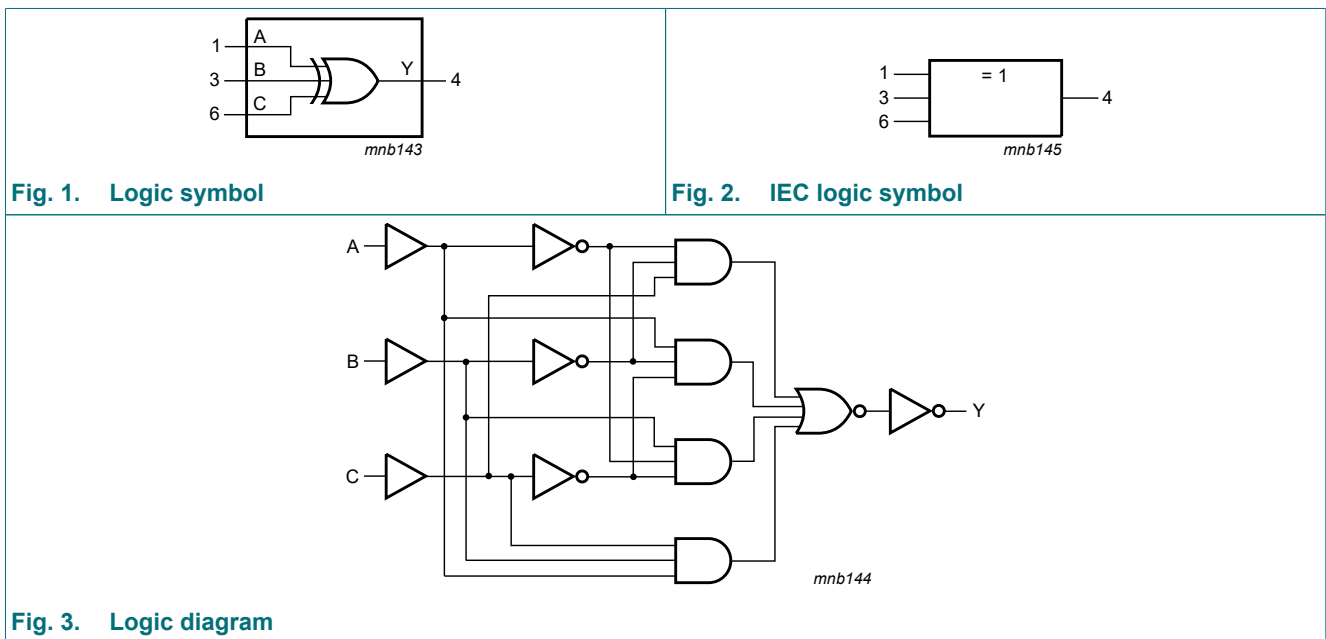 A
1
B
Y
3
4
C
6
mnb143
Fig. 1. Logic symbol
= 1
1
3
4
6
mnb145
Fig. 2. IEC logic symbol
A
B
Y
C
mnb144
Fig. 3. Logic diagram